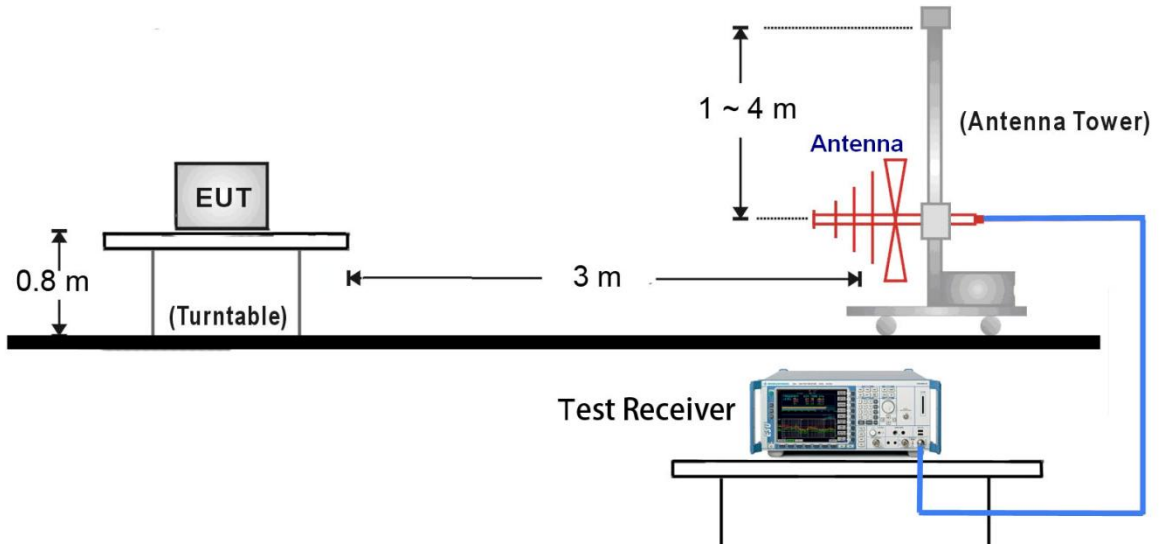 1 ~ 4 m
(Antenna Tower)
Antenna
EUT
0.8 m
3 m
(Turntable)
Test Receiver